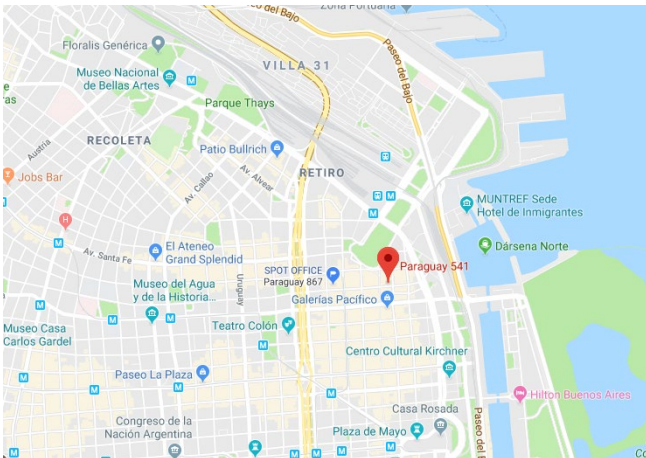 Zona Portuaria
del Bajo
Floralis Genérica
Paseo del Bajo
VILLA 31
Museo Nacional
de Bellas Artes
Parque Thays
Austria
RECOLETA
Patio Bullrich
RETIRO
Av. Callao
Av. Alvear
Jobs Bar
MUNTREF Sede
Hotel de Inmigrantes
H
El Ateneo
Grand Splendid
Av. Santa Fe
Dársena Norte
Paraguay 541
SPOT OFFICE
Paraguay 867
Uruguay
Museo del Agua
y de la Historia...
Galerías Pacífico
Museo Casa
Carlos Gardel
Teatro Colón
Centro Cultural Kirchner
Paseo La Plaza
Hilton Buenos Aires
Casa Rosada
Congreso de la
Nación Argentina
Plaza de Mayo
Paseo del